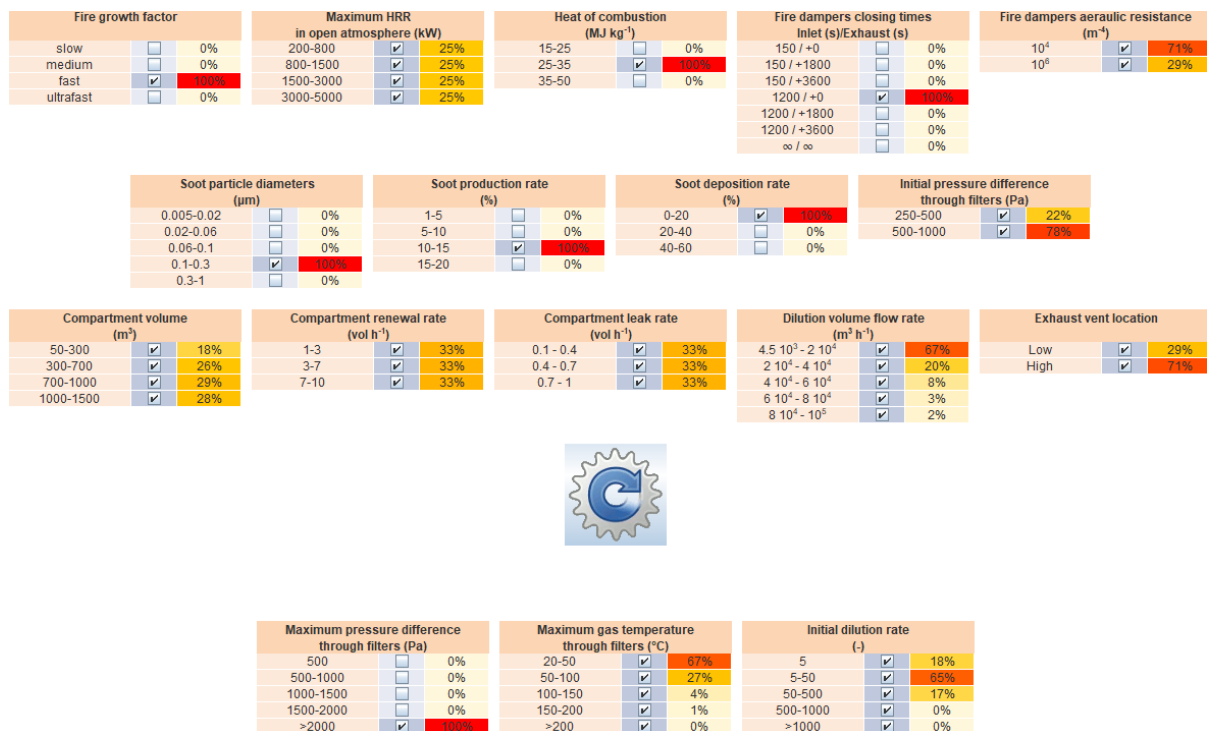 Fire growth factor
slow 0%
medium 0%
fast 100%
ultrafast 0%
Maximum HRR
in open atmosphere (kW)
200-800 25%
800-1500 25%
1500-3000 25%
3000-5000 25%
Heat of combustion
(MJ kg⁻¹)
15-25 0%
25-35 100%
35-50 0%
Fire dampers closing times
Inlet (s)/Exhaust (s)
150 / +0 0%
150 / +1800 0%
150 / +3600 0%
1200 / +0 100%
1200 / +1800 0%
1200 / +3600 0%
∞ / ∞ 0%
Fire dampers aeraulic resistance
(m⁻⁴)
10⁴ 71%
10⁶ 29%
Soot particle diameters
(µm)
0.005-0.02 0%
0.02-0.06 0%
0.06-0.1 0%
0.1-0.3 100%
0.3-1 0%
Soot production rate
(%)
1-5 0%
5-10 0%
10-15 100%
15-20 0%
Soot deposition rate
(%)
0-20 100%
20-40 0%
40-60 0%
Initial pressure difference
through filters (Pa)
250-500 22%
500-1000 78%
Compartment volume
(m³)
50-300 18%
300-700 26%
700-1000 29%
1000-1500 28%
Compartment renewal rate
(vol h⁻¹)
1-3 33%
3-7 33%
7-10 33%
Compartment leak rate
(vol h⁻¹)
0.1 - 0.4 33%
0.4 - 0.7 33%
0.7 - 1 33%
Dilution volume flow rate
(m³ h⁻¹)
4.5 10³ - 2 10⁴ 67%
2 10⁴ - 4 10⁴ 20%
4 10⁴ - 6 10⁴ 8%
6 10⁴ - 8 10⁴ 3%
8 10⁴ - 10⁵ 2%
Exhaust vent location
Low 29%
High 71%
Maximum pressure difference
through filters (Pa)
500 0%
500-1000 0%
1000-1500 0%
1500-2000 0%
>2000 100%
Maximum gas temperature
through filters (°C)
20-50 67%
50-100 27%
100-150 4%
150-200 1%
>200 0%
Initial dilution rate
(-)
5 18%
5-50 65%
50-500 17%
500-1000 0%
>1000 0%